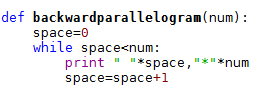 def backwardparallelogram(num):
    space=0
    while space<num:
        print " "*space,"*"*num
        space=space+1